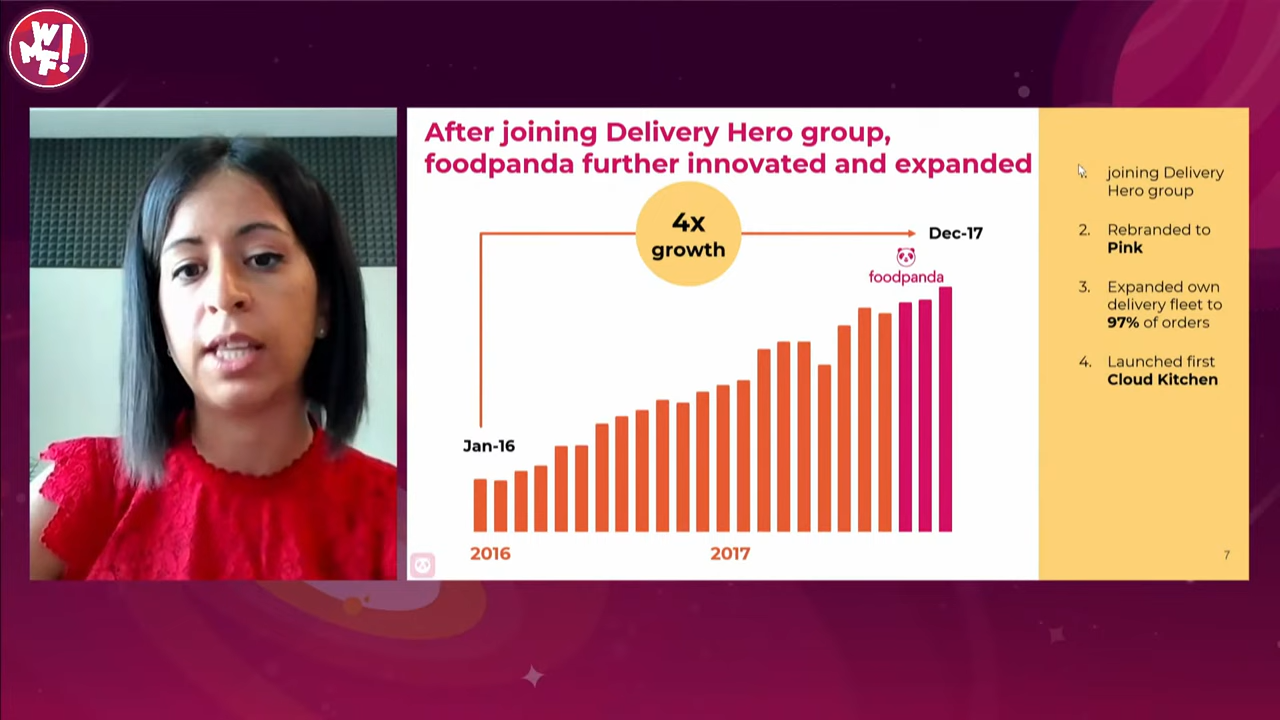 WMF!
After joining Delivery Hero group,
foodpanda further innovated and expanded
4x
growth
Dec-17
foodpanda
Jan-16
2016
2017
joining Delivery
Hero group
2. Rebranded to
Pink
3. Expanded own
delivery fleet to
97% of orders
4. Launched first
Cloud Kitchen
7